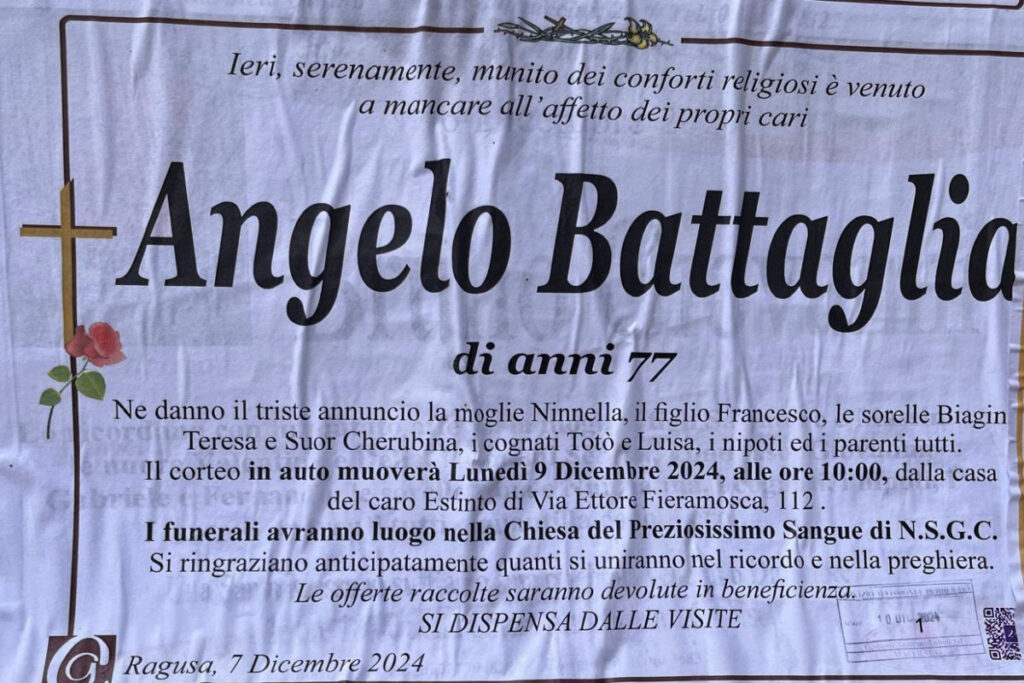 Ieri, serenamente, munito dei conforti religiosi è venuto
a mancare all'affetto dei propri cari
Angelo Battaglia
di anni 77
Ne danno il triste annuncio la moglie Ninnella, il figlio Francesco, le sorelle Biagin
Teresa e Suor Cherubina, i cognati Totò e Luisa, i nipoti ed i parenti tutti.
Il corteo in auto muoverà Lunedì 9 Dicembre 2024, alle ore 10:00, dalla casa
del caro Estinto di Via Ettore Fieramosca, 112 .
I funerali avranno luogo nella Chiesa del Preziosissimo Sangue di N.S.G.C.
Si ringraziano anticipatamente quanti si uniranno nel ricordo e nella preghiera.
Le offerte raccolte saranno devolute in beneficienza.
SI DISPENSA DALLE VISITE
10 DIC 2024
Ragusa, 7 Dicembre 2024